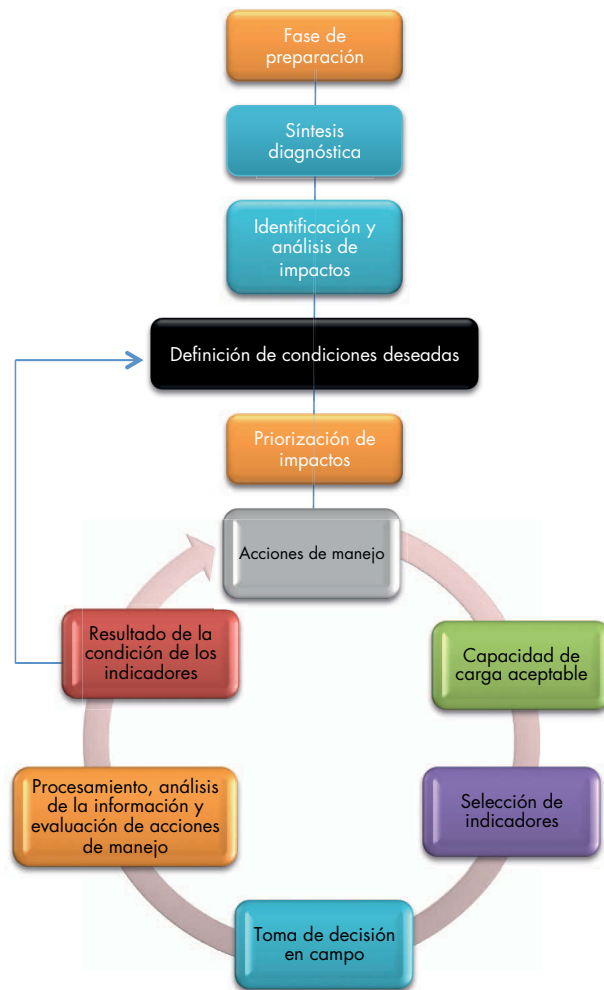 Fase de
preparación
Síntesis
diagnóstica
Identificación y
análisis de
impactos
Definición de condiciones deseadas
Priorización de
impactos
Acciones de manejo
Capacidad de
carga aceptable
Selección de
indicadores
Toma de decisión
en campo
Procesamiento, análisis
de la información y
evaluación de acciones
de manejo
Resultado de la
condición de los
indicadores